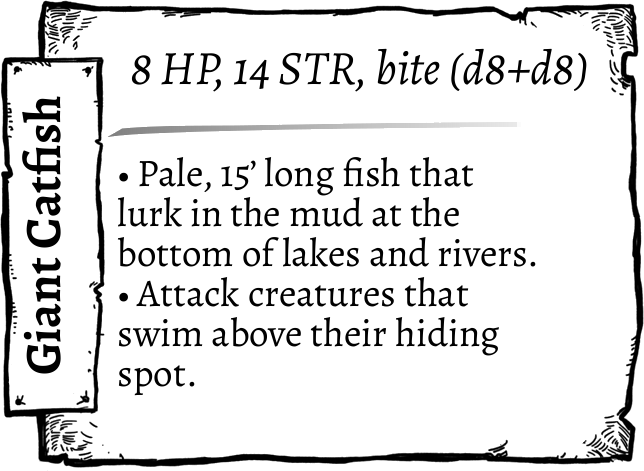 Giant Catfish
8 HP, 14 STR, bite (d8+d8)
• Pale, 15’ long fish that
lurk in the mud at the
bottom of lakes and rivers.
• Attack creatures that
swim above their hiding
spot.